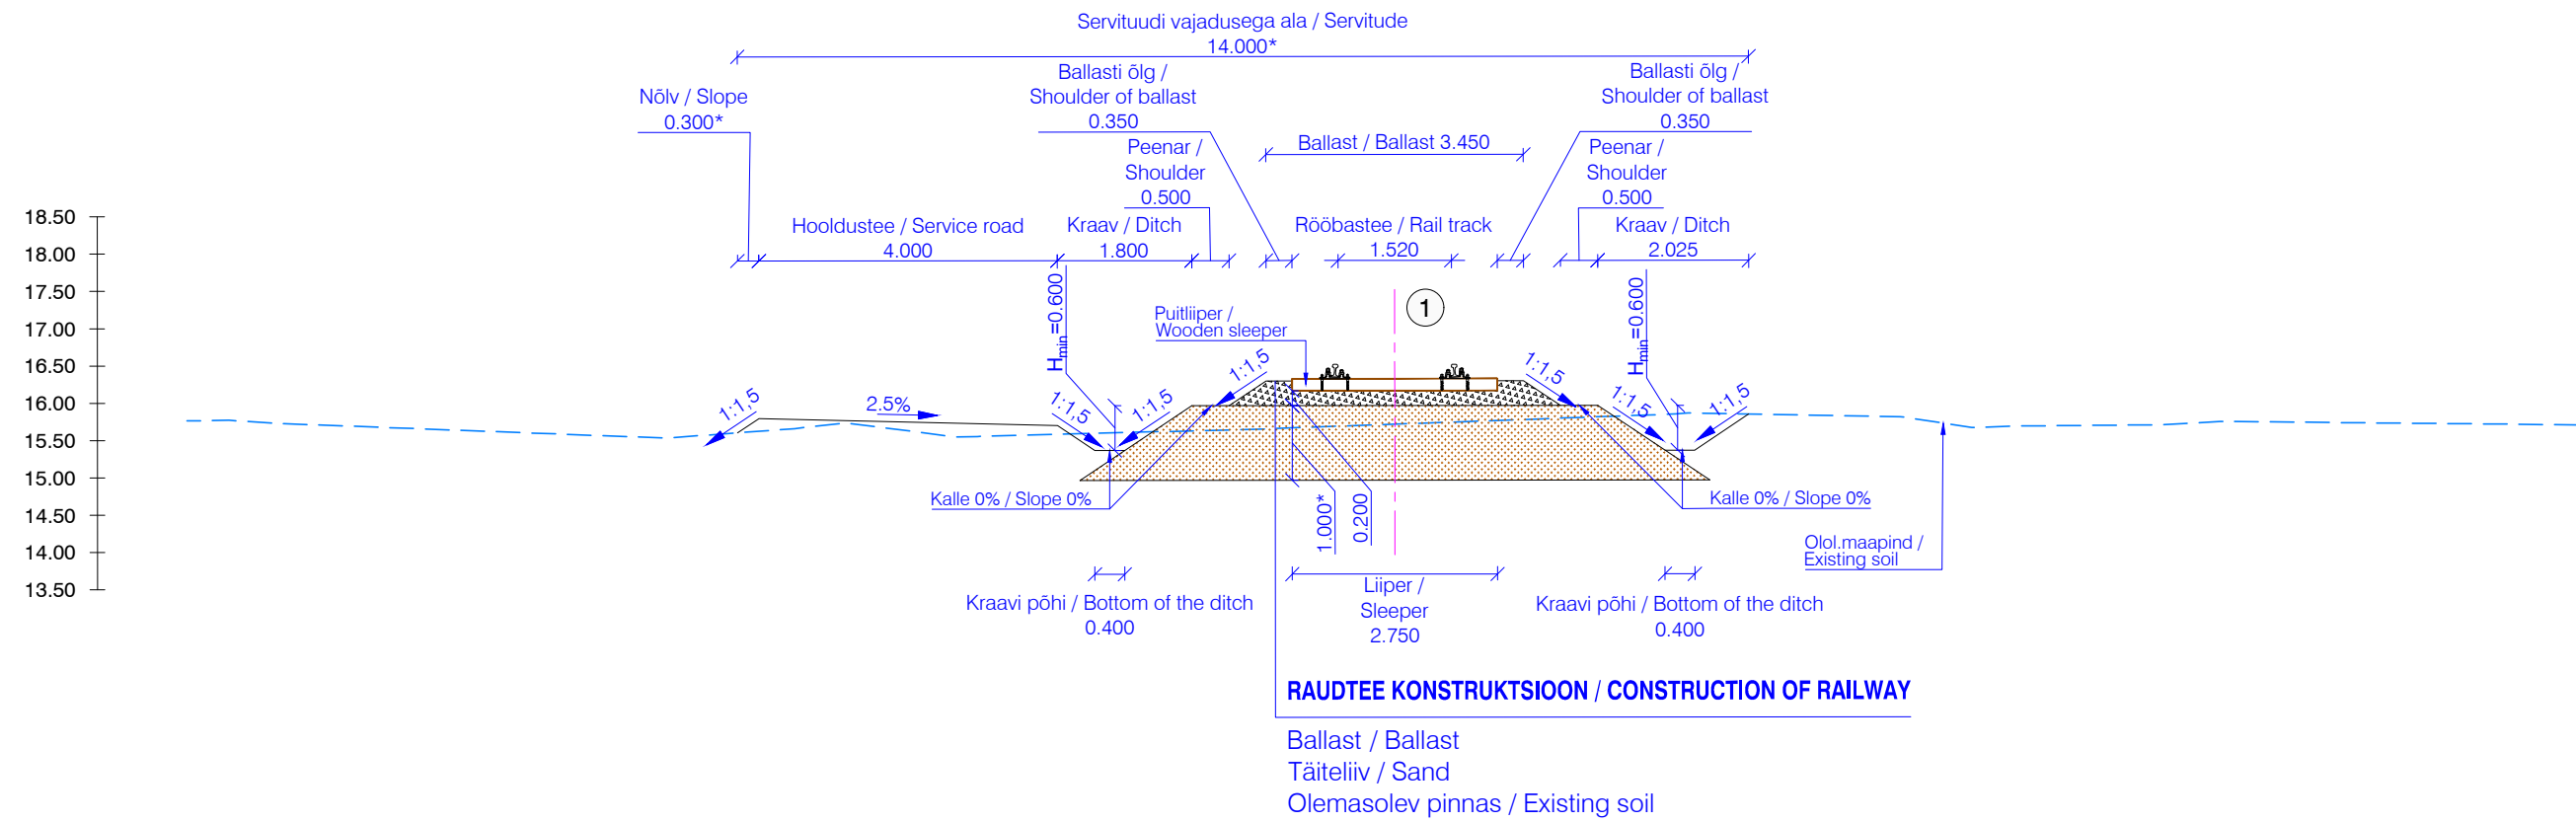 Servituudi vajadusega ala / Servitude
14.000*
Nõlv / Slope
0.300*
Ballasti õlg /
Shoulder of ballast
0.350
Ballasti õlg /
Shoulder of ballast
0.350
Ballast / Ballast 3.450
Peenar /
Shoulder
0.500
Peenar /
Shoulder
0.500
Hooldustee / Service road
4.000
Kraav / Ditch
1.800
Rööbastee / Rail track
1.520
Kraav / Ditch
2.025
18.50
18.00
17.50
17.00
16.50
16.00
15.50
15.00
14.50
14.00
13.50
Hmin=0.600
Hmin=0.600
1
Puitliiper /
Wooden sleeper
1:1,5
2.5%
1:1,5
1:1,5
1:1,5
1:1,5
1:1,5
1:1,5
Kalle 0% / Slope 0%
Kalle 0% / Slope 0%
1.000*
0.200
Olol.maapind /
Existing soil
Kraavi põhi / Bottom of the ditch
0.400
Liiper /
Sleeper
2.750
Kraavi põhi / Bottom of the ditch
0.400
RAUDTEE KONSTRUKTSIOON / CONSTRUCTION OF RAILWAY
Ballast / Ballast
Täiteliiv / Sand
Olemasolev pinnas / Existing soil